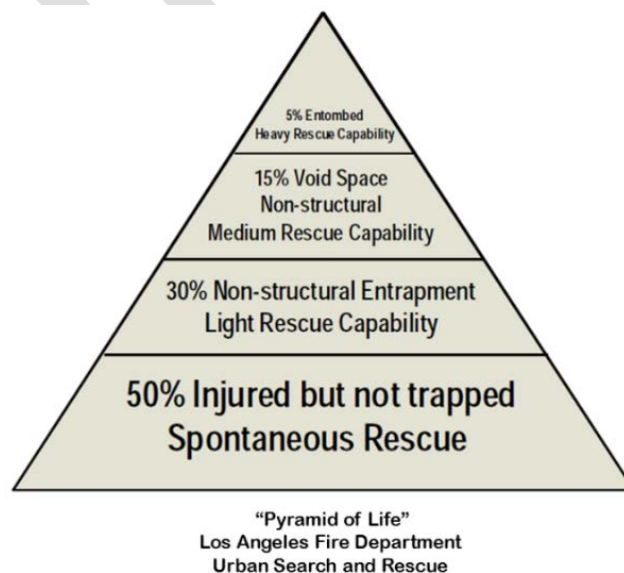 5% Entombed
Heavy Rescue Capability
15% Void Space
Non-structural
Medium Rescue Capability
30% Non-structural Entrapment
Light Rescue Capability
50% Injured but not trapped
Spontaneous Rescue
“Pyramid of Life”
Los Angeles Fire Department
Urban Search and Rescue